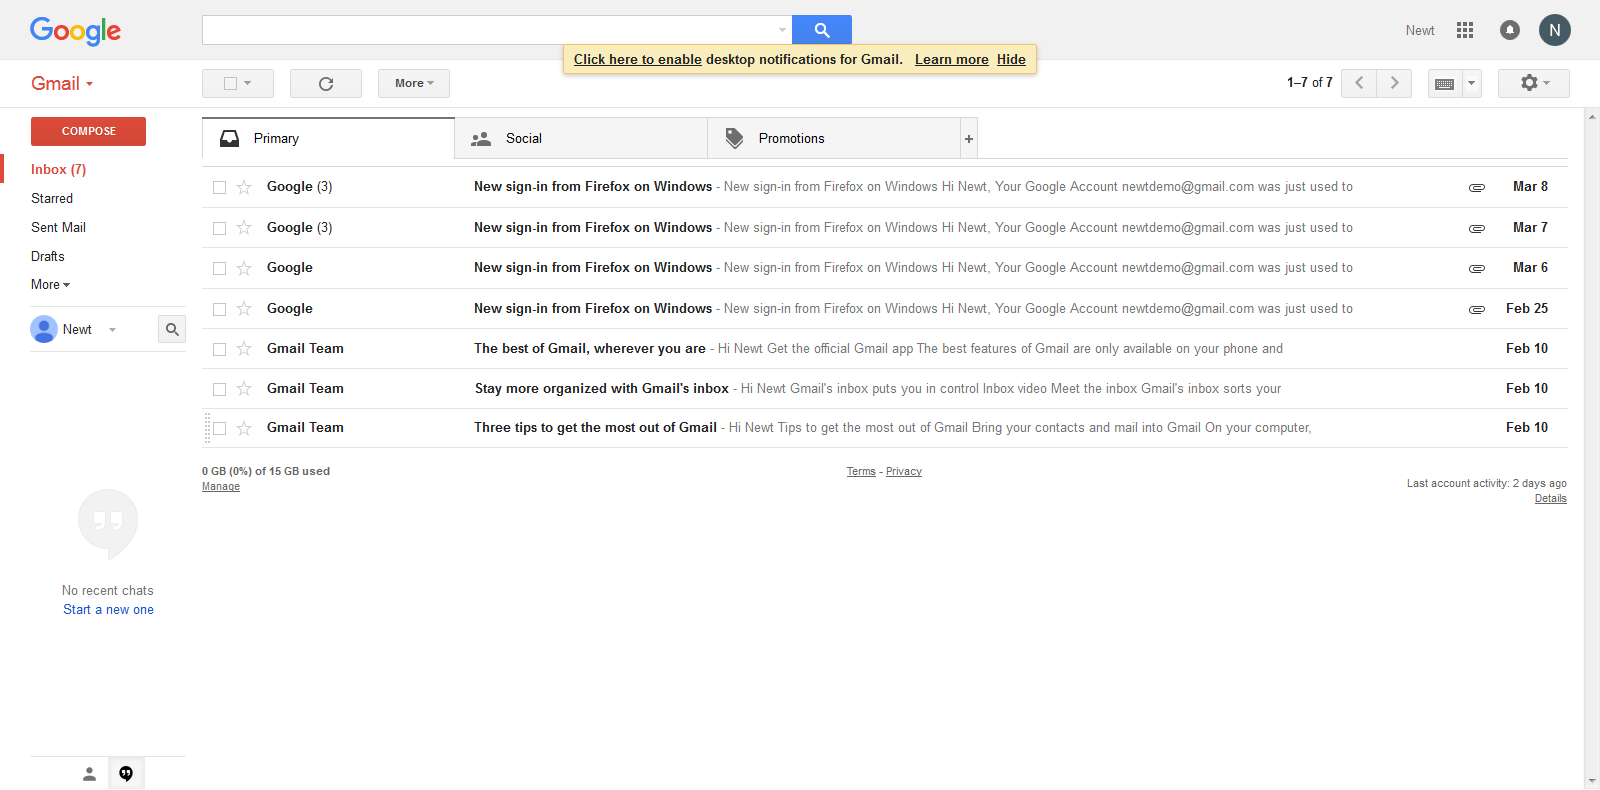 Google
Newt
N
Click here to enable desktop notifications for Gmail. Learn more Hide
Gmail
More
1–7 of 7
COMPOSE
Inbox (7)
Starred
Sent Mail
Drafts
More
Newt
No recent chats
Start a new one
Primary
Social
Promotions
+
Google (3) New sign-in from Firefox on Windows - New sign-in from Firefox on Windows Hi Newt, Your Google Account newtdemo@gmail.com was just used to Mar 8
Google (3) New sign-in from Firefox on Windows - New sign-in from Firefox on Windows Hi Newt, Your Google Account newtdemo@gmail.com was just used to Mar 7
Google New sign-in from Firefox on Windows - New sign-in from Firefox on Windows Hi Newt, Your Google Account newtdemo@gmail.com was just used to Mar 6
Google New sign-in from Firefox on Windows - New sign-in from Firefox on Windows Hi Newt, Your Google Account newtdemo@gmail.com was just used to Feb 25
Gmail Team The best of Gmail, wherever you are - Hi Newt Get the official Gmail app The best features of Gmail are only available on your phone and Feb 10
Gmail Team Stay more organized with Gmail's inbox - Hi Newt Gmail's inbox puts you in control Inbox video Meet the inbox Gmail's inbox sorts your Feb 10
Gmail Team Three tips to get the most out of Gmail - Hi Newt Tips to get the most out of Gmail Bring your contacts and mail into Gmail On your computer, Feb 10
0 GB (0%) of 15 GB used
Manage
Terms - Privacy
Last account activity: 2 days ago
Details